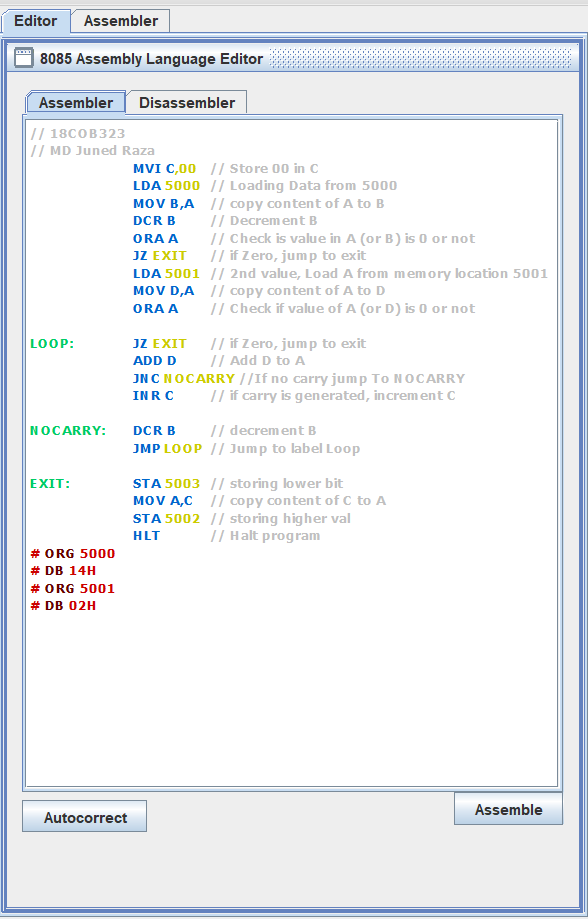 Editor Assembler
8085 Assembly Language Editor
Assembler Disassembler
// 18COB323
// MD Juned Raza
MVI C,00 // Store 00 in C
LDA 5000 // Loading Data from 5000
MOV B,A // copy content of A to B
DCR B // Decrement B
ORA A // Check is value in A (or B) is 0 or not
JZ EXIT // if Zero, jump to exit
LDA 5001 // 2nd value, Load A from memory location 5001
MOV D,A // copy content of A to D
ORA A // Check if value of A (or D) is 0 or not
LOOP: JZ EXIT // if Zero, jump to exit
ADD D // Add D to A
JNC NOCARRY //If no carry jump To NOCARRY
INR C // if carry is generated, increment C
NOCARRY: DCR B // decrement B
JMP LOOP // Jump to label Loop
EXIT: STA 5003 // storing lower bit
MOV A,C // copy content of C to A
STA 5002 // storing higher val
HLT // Halt program
# ORG 5000
# DB 14H
# ORG 5001
# DB 02H
Autocorrect Assemble